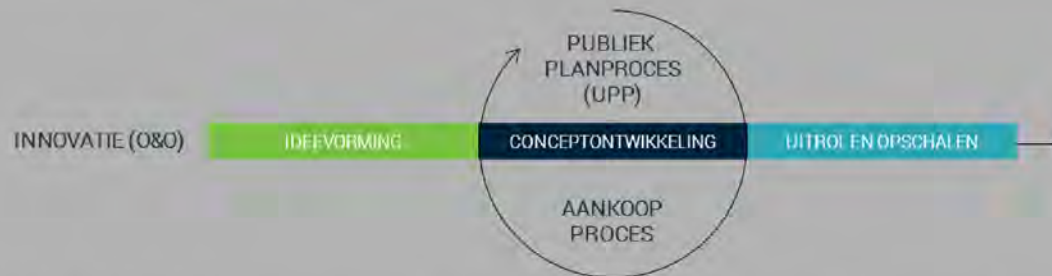 PUBLIEK
PLANPROCES
(UPP)
INNOVATIE (O&O)
IDEEVORMING
CONCEPTONTWIKKELING
UITROL EN OPSCHALEN
AANKOOP
PROCES